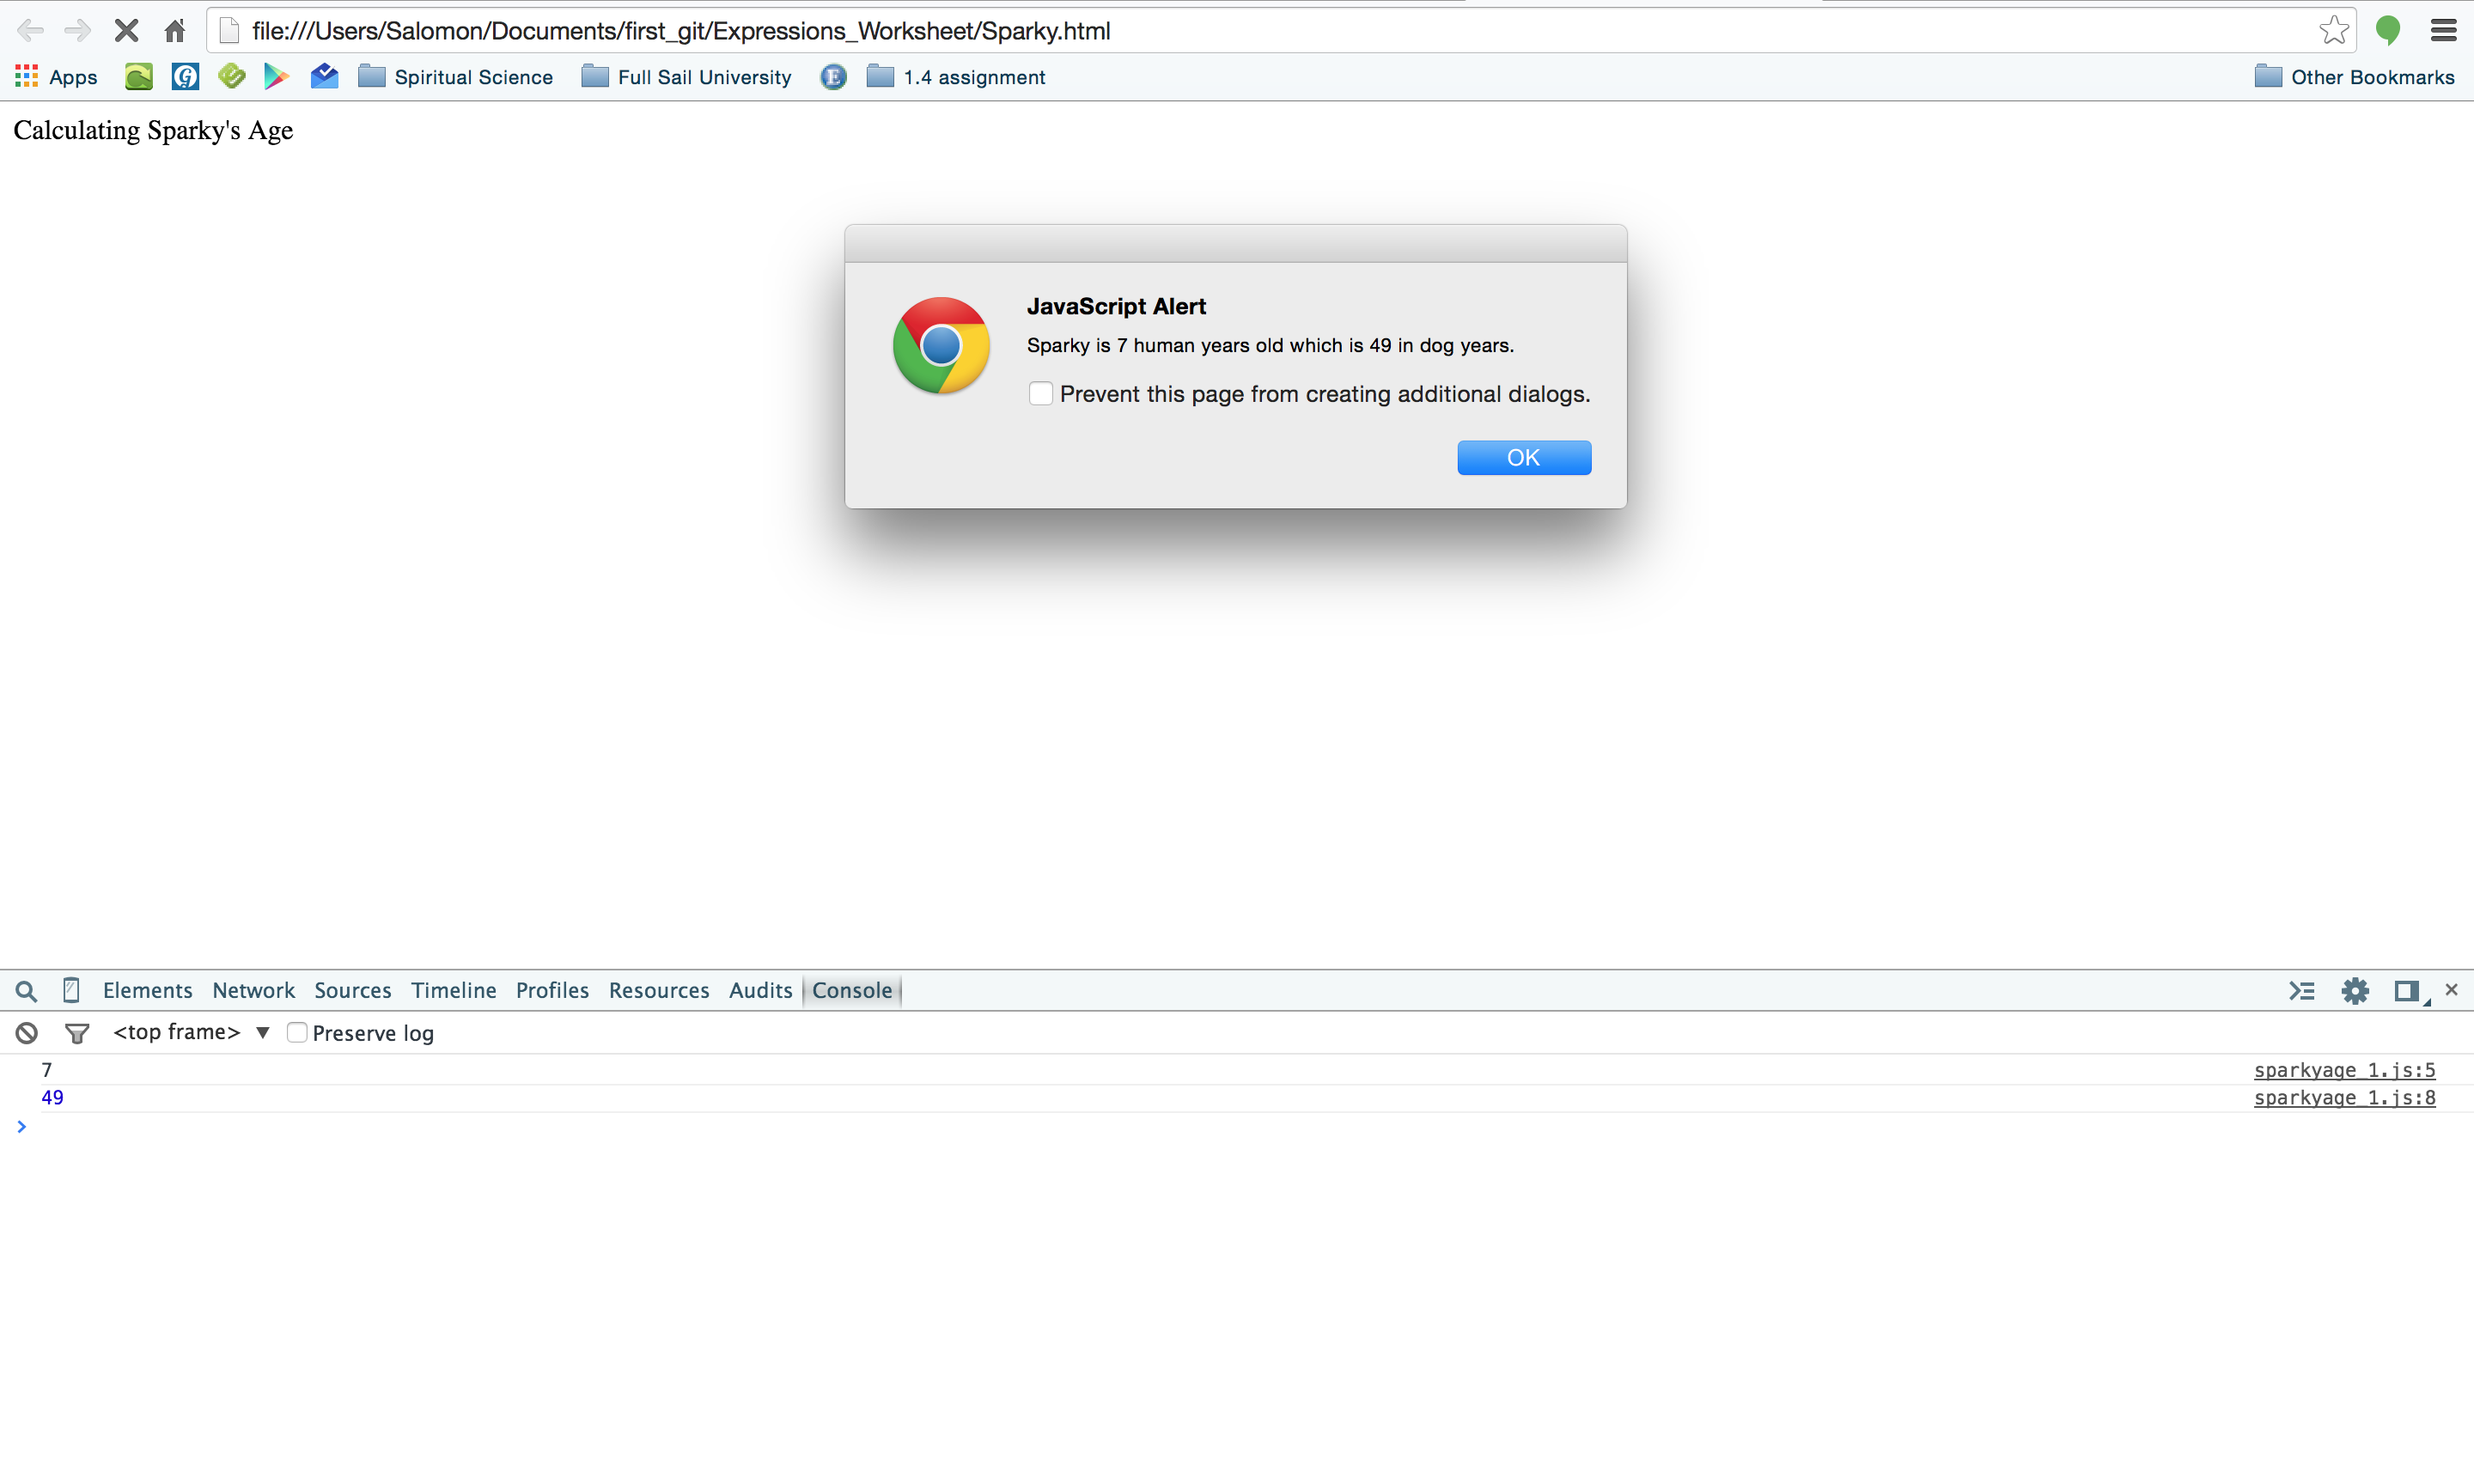 file:///Users/Salomon/Documents/first_git/Expressions_Worksheet/Sparky.html
Apps Spiritual Science Full Sail University E 1.4 assignment Other Bookmarks
Calculating Sparky's Age
JavaScript Alert
Sparky is 7 human years old which is 49 in dog years.
Prevent this page from creating additional dialogs.
OK
Elements Network Sources Timeline Profiles Resources Audits Console
<top frame> ▼ Preserve log
7 sparkyage_1.js:5
49 sparkyage_1.js:8